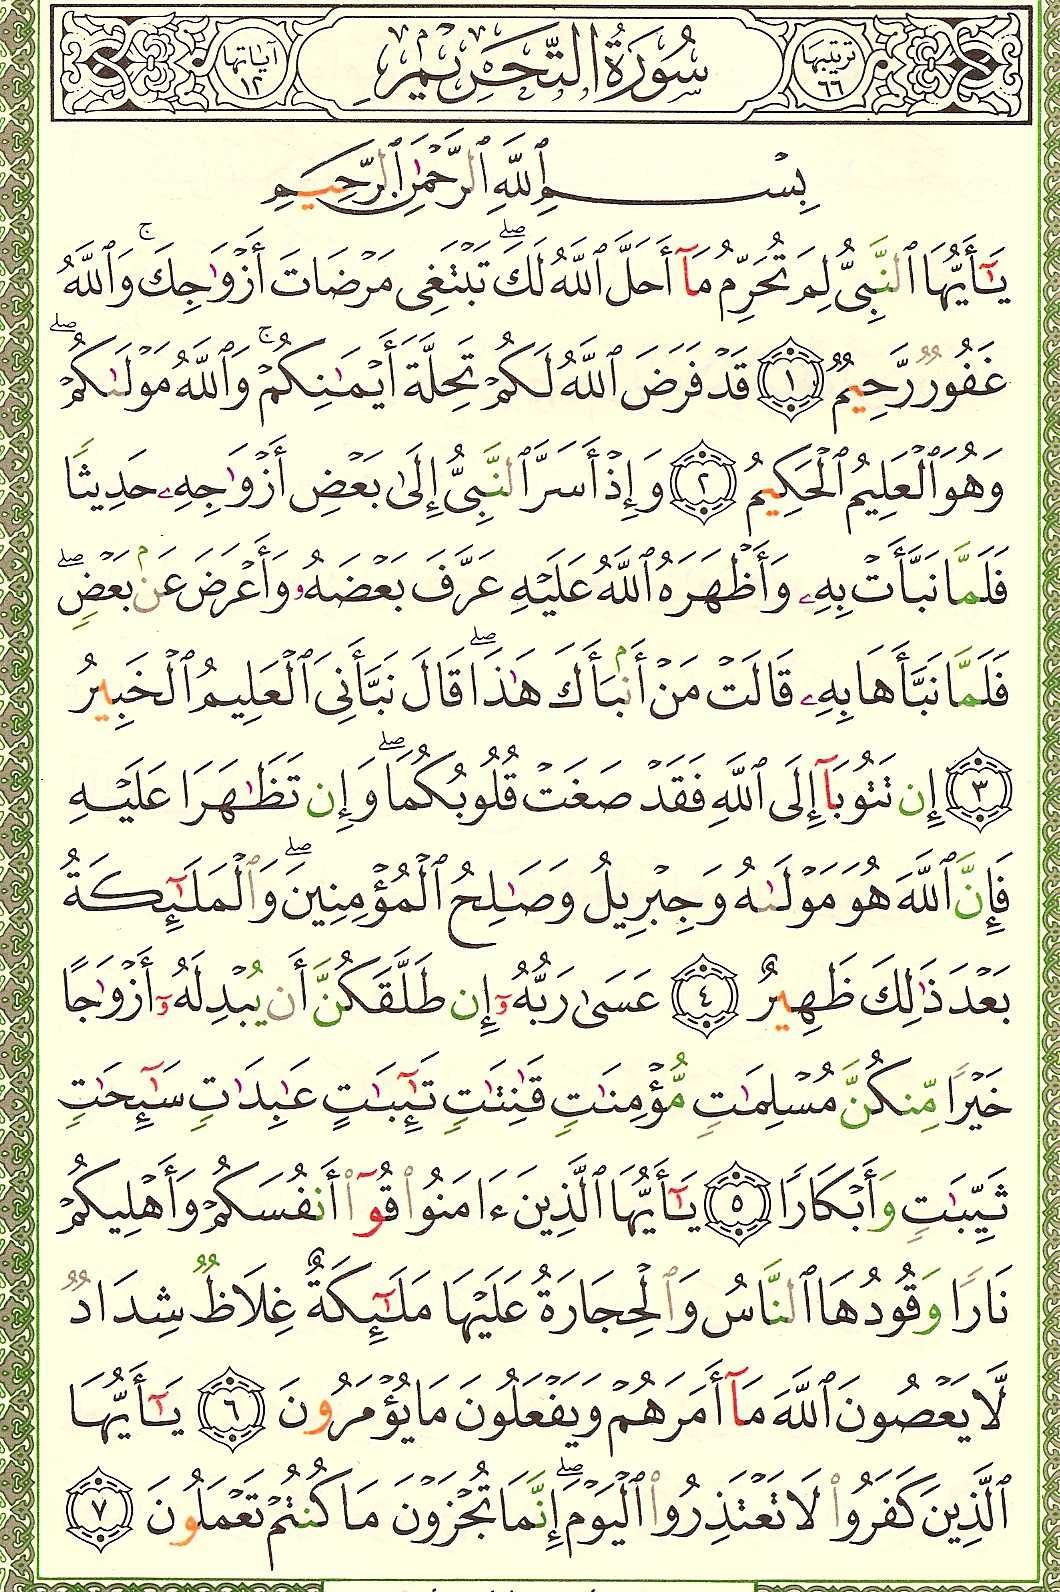 ترتيبها ٦٦ سُورَةُ التَّحْرِيمِ آياتها ١٢
بِسْمِ ٱللَّهِ ٱلرَّحْمَٰنِ ٱلرَّحِيمِ
يَٰٓأَيُّهَا ٱلنَّبِىُّ لِمَ تُحَرِّمُ مَآ أَحَلَّ ٱللَّهُ لَكَۖ تَبْتَغِى مَرْضَاتَ أَزْوَٰجِكَۚ وَٱللَّهُ
غَفُورٌ رَّحِيمٌ ١ قَدْ فَرَضَ ٱللَّهُ لَكُمْ تَحِلَّةَ أَيْمَٰنِكُمْۚ وَٱللَّهُ مَوْلَىٰكُمْۖ
وَهُوَ ٱلْعَلِيمُ ٱلْحَكِيمُ ٢ وَإِذْ أَسَرَّ ٱلنَّبِىُّ إِلَىٰ بَعْضِ أَزْوَٰجِهِۦ حَدِيثًا
فَلَمَّا نَبَّأَتْ بِهِۦ وَأَظْهَرَهُ ٱللَّهُ عَلَيْهِ عَرَّفَ بَعْضَهُۥ وَأَعْرَضَ عَنۢ بَعْضٍۖ
فَلَمَّا نَبَّأَهَا بِهِۦ قَالَتْ مَنْ أَنۢبَأَكَ هَٰذَاۖ قَالَ نَبَّأَنِىَ ٱلْعَلِيمُ ٱلْخَبِيرُ
٣ إِن تَتُوبَآ إِلَى ٱللَّهِ فَقَدْ صَغَتْ قُلُوبُكُمَاۖ وَإِن تَظَٰهَرَا عَلَيْهِ
فَإِنَّ ٱللَّهَ هُوَ مَوْلَىٰهُ وَجِبْرِيلُ وَصَٰلِحُ ٱلْمُؤْمِنِينَۖ وَٱلْمَلَٰٓئِكَةُ
بَعْدَ ذَٰلِكَ ظَهِيرٌ ٤ عَسَىٰ رَبُّهُۥٓ إِن طَلَّقَكُنَّ أَن يُبْدِلَهُۥٓ أَزْوَٰجًا
خَيْرًا مِّنكُنَّ مُسْلِمَٰتٍ مُّؤْمِنَٰتٍ قَٰنِتَٰتٍ تَٰٓئِبَٰتٍ عَٰبِدَٰتٍ سَٰٓئِحَٰتٍ
ثَيِّبَٰتٍ وَأَبْكَارًا ٥ يَٰٓأَيُّهَا ٱلَّذِينَ ءَامَنُوا۟ قُوٓا۟ أَنفُسَكُمْ وَأَهْلِيكُمْ
نَارًا وَقُودُهَا ٱلنَّاسُ وَٱلْحِجَارَةُ عَلَيْهَا مَلَٰٓئِكَةٌ غِلَاظٌ شِدَادٌ
لَّا يَعْصُونَ ٱللَّهَ مَآ أَمَرَهُمْ وَيَفْعَلُونَ مَا يُؤْمَرُونَ ٦ يَٰٓأَيُّهَا
ٱلَّذِينَ كَفَرُوا۟ لَا تَعْتَذِرُوا۟ ٱلْيَوْمَۖ إِنَّمَا تُجْزَوْنَ مَا كُنتُمْ تَعْمَلُونَ ٧